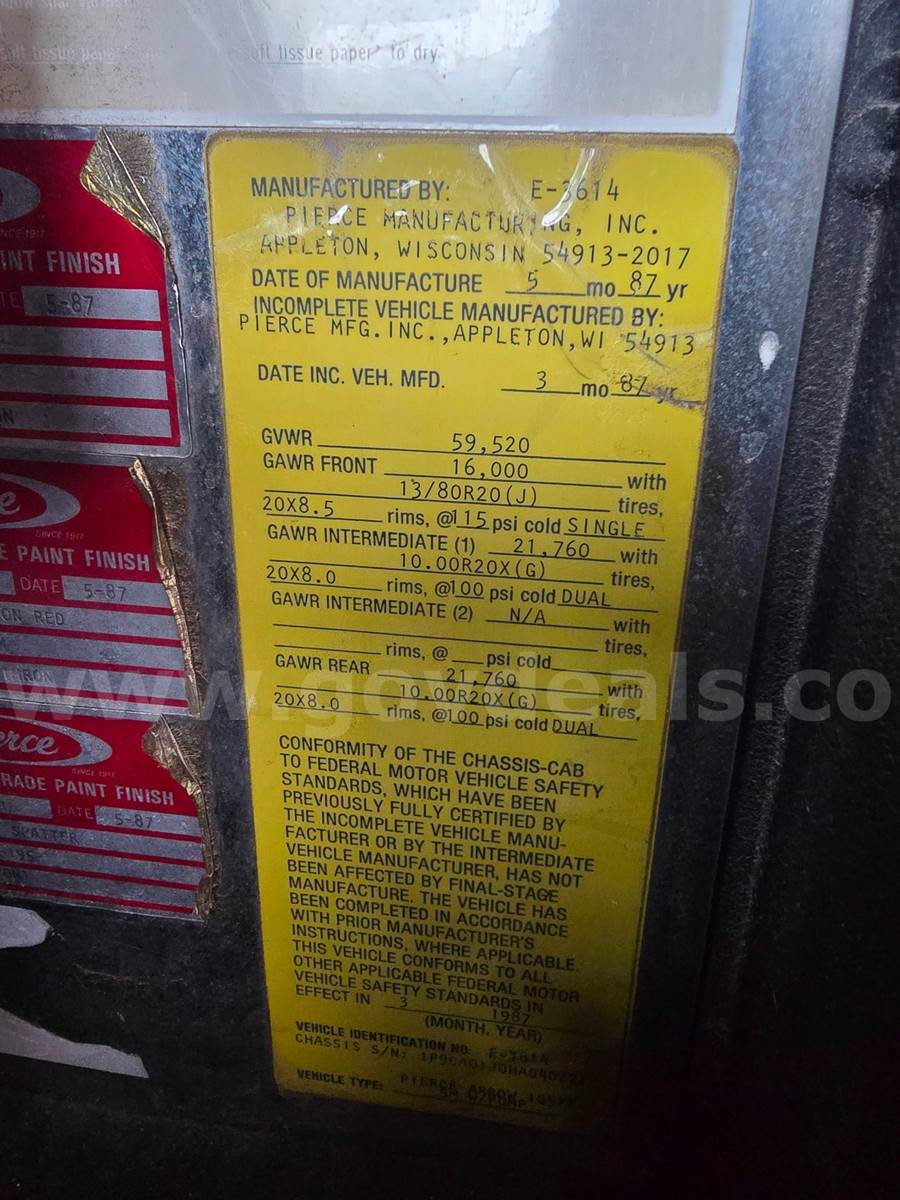 soft tissue paper" to dry.
MANUFACTURED BY: E-3614
PIERCE MANUFACTURING, INC.
APPLETON, WISCONSIN 54913-2017
DATE OF MANUFACTURE 5 mo 87 yr
INCOMPLETE VEHICLE MANUFACTURED BY:
PIERCE MFG.INC.,APPLETON,WI 54913
DATE INC. VEH. MFD. 3 mo 87 yr
GVWR 59,520
GAWR FRONT 16,000 with
13/80R20(J) tires,
20X8.5 rims, @115 psi cold SINGLE
GAWR INTERMEDIATE (1) 21,760 with
10.00R20X(G) tires,
20X8.0 rims, @100 psi cold DUAL
GAWR INTERMEDIATE (2) N/A with
tires,
rims, @ psi cold
GAWR REAR 21,760 with
10.00R20X(G) tires,
20X8.0 rims, @100 psi cold DUAL
CONFORMITY OF THE CHASSIS-CAB
TO FEDERAL MOTOR VEHICLE SAFETY
STANDARDS, WHICH HAVE BEEN
PREVIOUSLY FULLY CERTIFIED BY
THE INCOMPLETE VEHICLE MANU-
FACTURER OR BY THE INTERMEDIATE
VEHICLE MANUFACTURER, HAS NOT
BEEN AFFECTED BY FINAL-STAGE
MANUFACTURE. THE VEHICLE HAS
BEEN COMPLETED IN ACCORDANCE
WITH PRIOR MANUFACTURER'S
INSTRUCTIONS, WHERE APPLICABLE.
THIS VEHICLE CONFORMS TO ALL
OTHER APPLICABLE FEDERAL MOTOR
VEHICLE SAFETY STANDARDS IN
EFFECT IN 3 1987
(MONTH, YEAR)
VEHICLE IDENTIFICATION NO: E-3614
CHASSIS S/N:
VEHICLE TYPE: PIERCE ARROW
SINCE 1917
INT FINISH
5-87
SINCE 1917
E PAINT FINISH
DATE 5-87
RED
SINCE 1917
RADE PAINT FINISH
DATE 5-87
SPATTER
www.govdeals.co